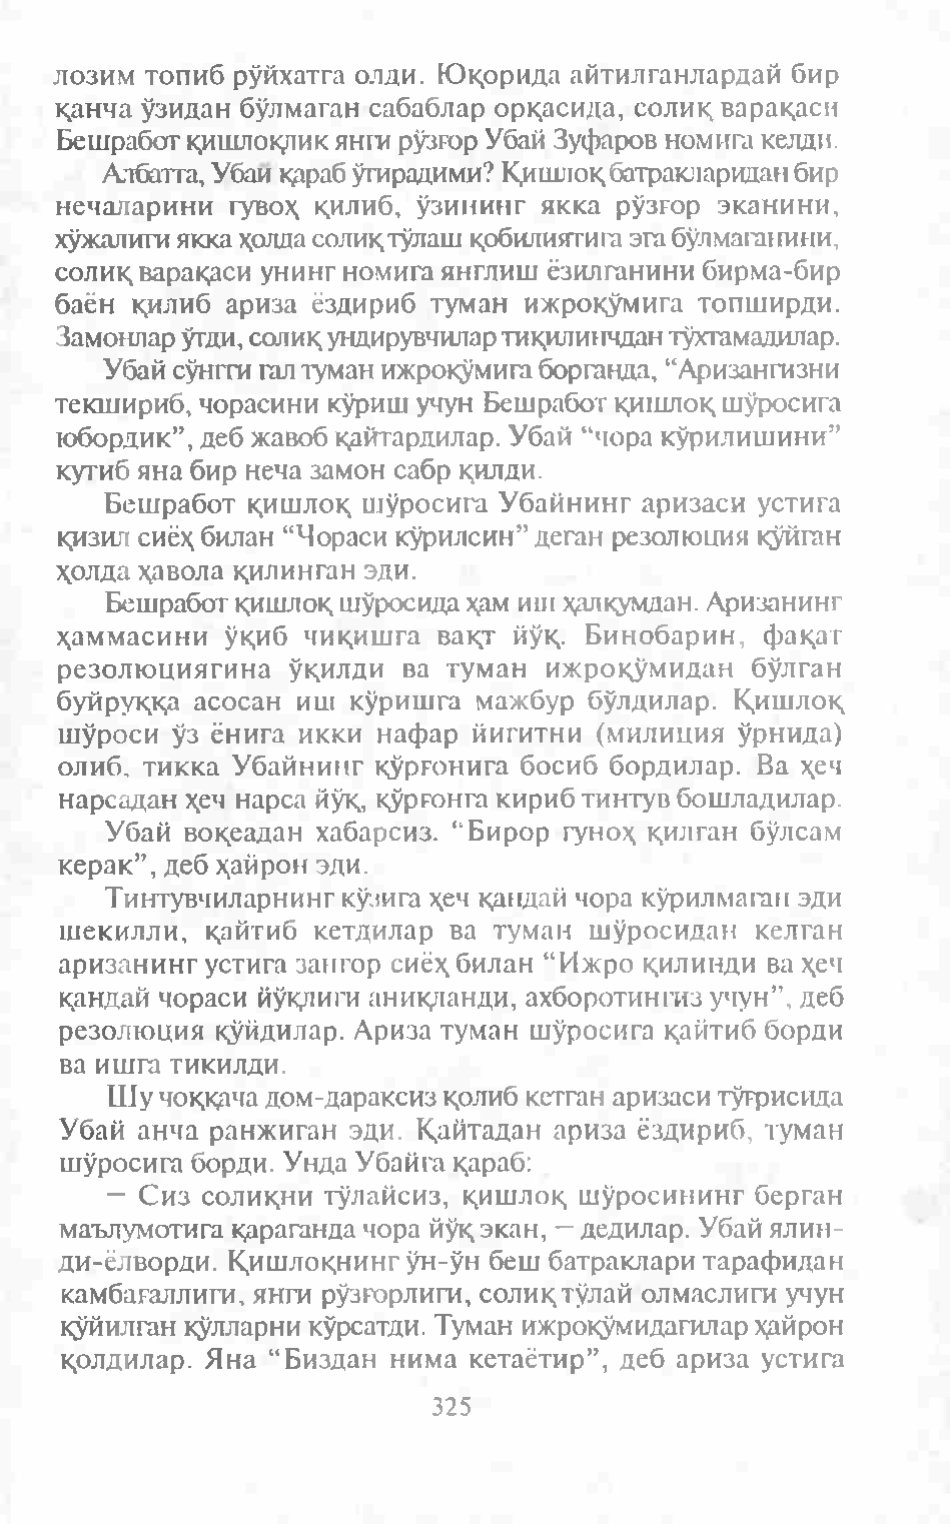 лозим топиб рўйхатга олди. Юқорида айтилганлардай бир
қанча ўзидан бўлмаган сабаблар орқасида, солиқ варақаси
Бешработ қишлоқлик янги рўзғор Убай Зуфаров номига келди.
Албатта, Убай қараб ўтирадими? Қишлоқ батракларидан бир
нечаларини гувоҳ қилиб, ўзининг якка рўзғор эканини,
хўжалиги якка ҳолда солиқ тўлаш қобилиятига эга бўлмаганини,
солиқ варақаси унинг номига янглиш ёзилганини бирма-бир
баён қилиб ариза ёздириб туман ижроқўмига топширди.
Замонлар ўтди, солиқ ундирувчилар тиқилинчдан тўхтамадилар.
Убай сўнгги гал туман ижроқўмига борганда, “Аризангизни
текшириб, чорасини кўриш учун Бешработ қишлоқ шўросига
юбордик”, деб жавоб қайтардилар. Убай “чора кўрилишини”
кутиб яна бир неча замон сабр қилди.
Бешработ қишлоқ шўросига Убайнинг аризаси устига
қизил сиёҳ билан “Чораси кўрилсин” деган резолюция қўйган
ҳолда ҳавола қилинган эди.
Бешработ қишлоқ шўросида ҳам иш ҳалқумдан. Аризанинг
ҳаммасини ўқиб чиқишга вақт йўқ. Бинобарин, фақат
резолюциягина ўқилди ва туман ижроқўмидан бўлган
буйруққа асосан иш кўришга мажбур бўлдилар. Қишлоқ
шўроси ўз ёнига икки нафар йигитни (милиция ўрнида)
олиб, тикка Убайнинг қўрғонига босиб бордилар. Ва ҳеч
нарсадан ҳеч нарса йўқ, қўрғонга кириб тинтув бошладилар.
Убай воқеадан хабарсиз. “Бирор гуноҳ қилган бўлсам
керак”, деб ҳайрон эди.
Тинтувчиларнинг кўзига ҳеч қандай чора кўрилмаган эди
шекилли, қайтиб кетдилар ва туман шўросидан келган
аризанинг устига зангор сиёҳ билан “Ижро қилинди ва ҳеч
қандай чораси йўқлиги аниқланди, ахборотингиз учун”, деб
резолюция қўйдилар. Ариза туман шўросига қайтиб борди
ва ишга тикилди.
Шу чоққача дом-дараксиз қолиб кетган аризаси тўғрисида
Убай анча ранжиган эди. Қайтадан ариза ёздириб, туман
шўросига борди. Унда Убайга қараб:
— Сиз солиқни тўлайсиз, қишлоқ шўросининг берган
маълумотига қараганда чора йўқ экан, — дедилар. Убай ялин-
ди-ёлворди. Қишлоқнинг ўн-ўн беш батраклари тарафидан
камбағаллиги, янги рўзғорлиги, солиқ тўлай олмаслиги учун
қўйилган қўлларни кўрсатди. Туман ижроқўмидагилар ҳайрон
қолдилар. Яна “Биздан нима кетаётир”, деб ариза устига
325